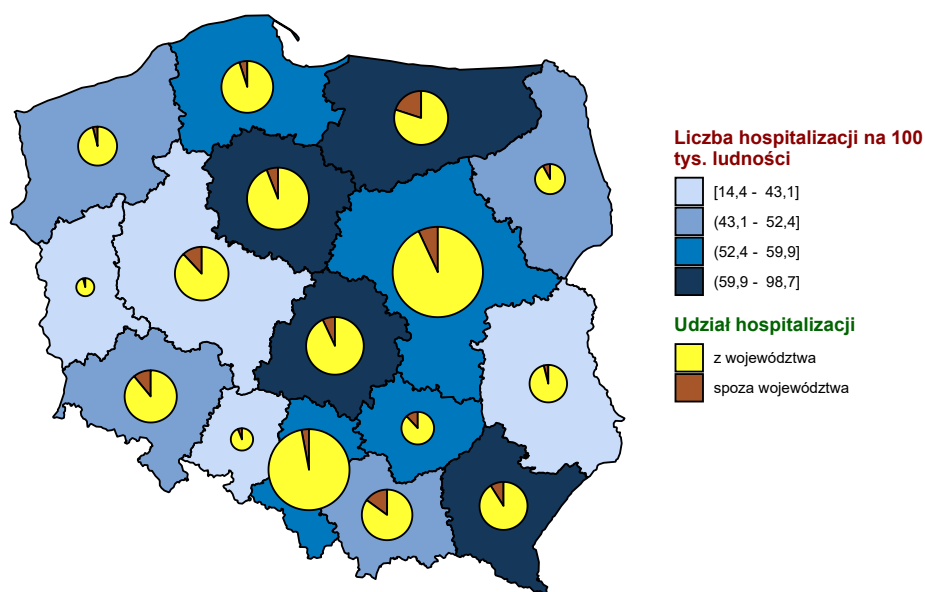 Liczba hospitalizacji na 100
tys. ludności
[14,4 - 43,1]
(43,1 - 52,4]
(52,4 - 59,9]
(59,9 - 98,7]
Udział hospitalizacji
z województwa
spoza województwa